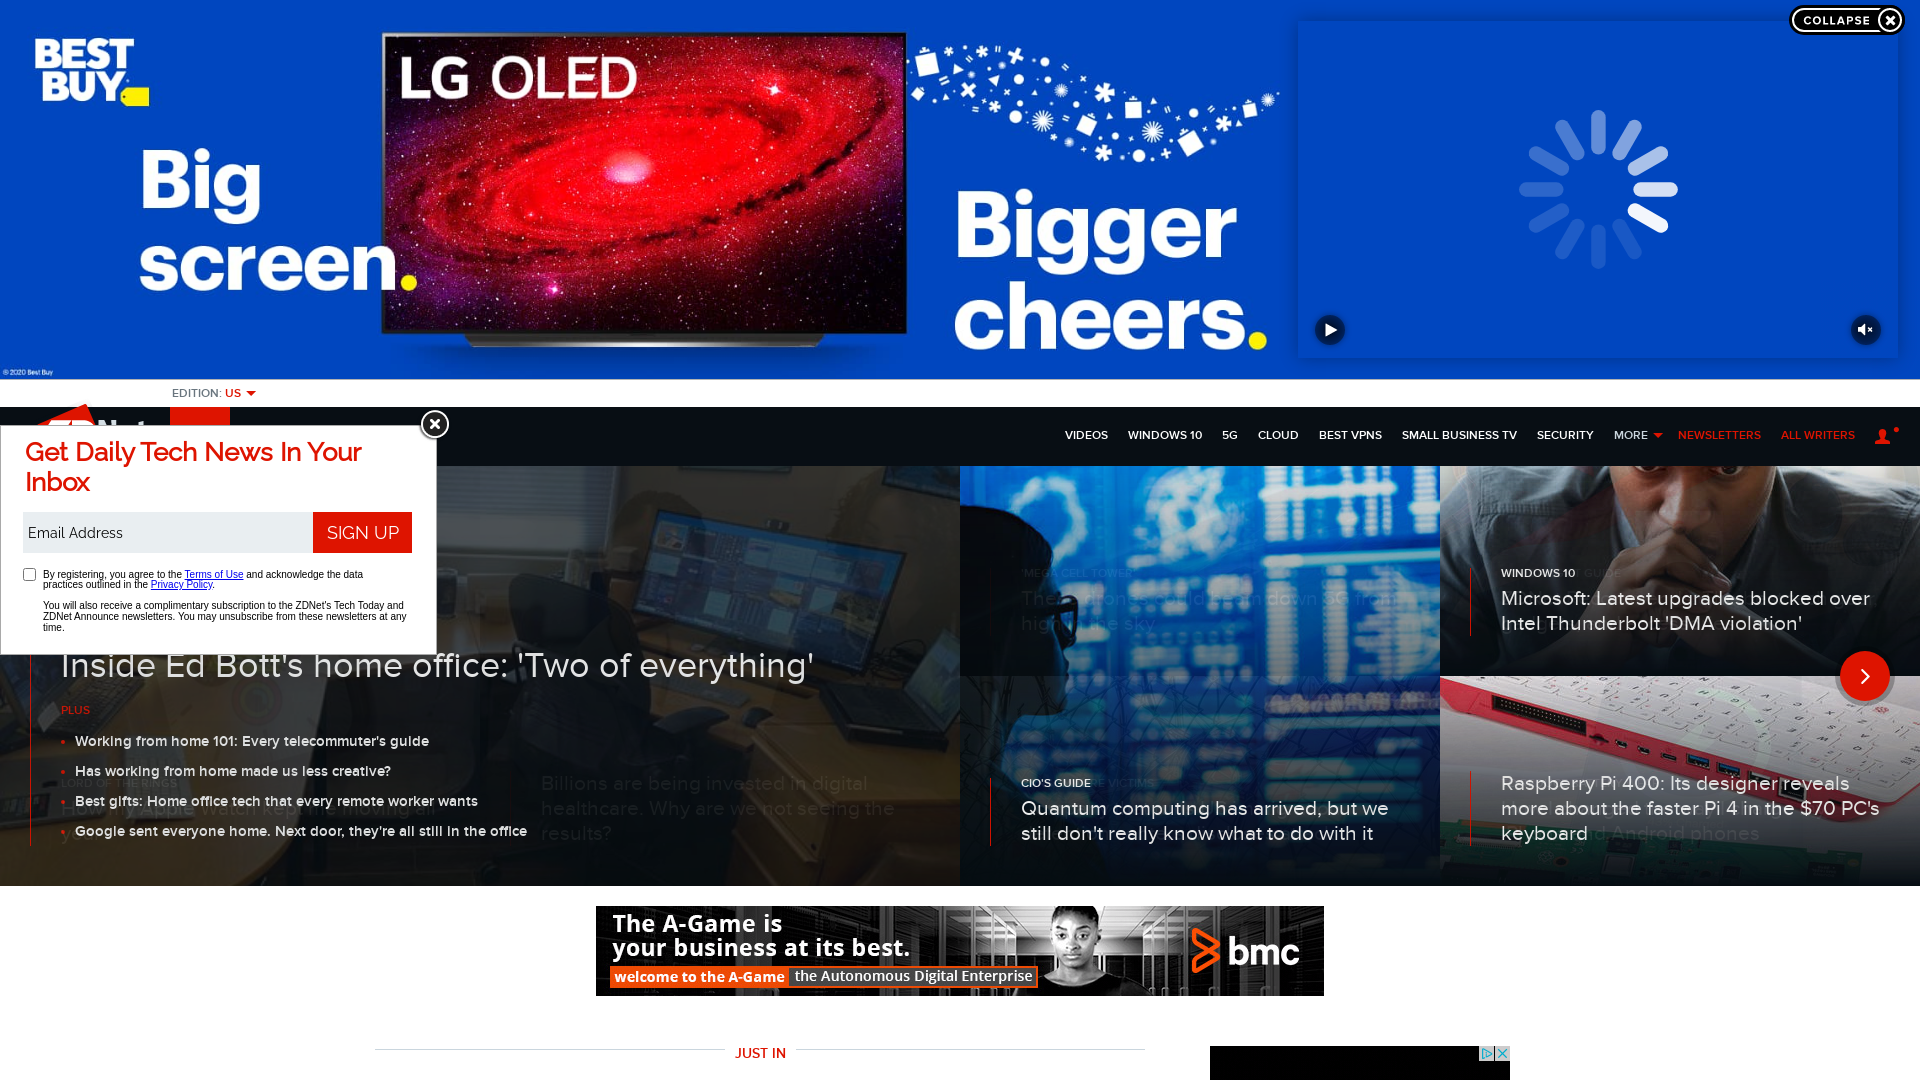 COLLAPSE
BEST
BUY
LG OLED
Big
screen.
Bigger
cheers.
© 2020 Best Buy
EDITION: US
VIDEOS
WINDOWS 10
5G
CLOUD
BEST VPNS
SMALL BUSINESS TV
SECURITY
MORE
NEWSLETTERS
ALL WRITERS
Get Daily Tech News In Your
Inbox
Email Address
SIGN UP
By registering, you agree to the Terms of Use and acknowledge the data
practices outlined in the Privacy Policy.
You will also receive a complimentary subscription to the ZDNet's Tech Today and
ZDNet Announce newsletters. You may unsubscribe from these newsletters at any
time.
Inside Ed Bott's home office: 'Two of everything'
PLUS
Working from home 101: Every telecommuter's guide
Has working from home made us less creative?
Best gifts: Home office tech that every remote worker wants
Google sent everyone home. Next door, they're all still in the office
Billions are being invested in digital
healthcare. Why are we not seeing the
results?
CIO'S GUIDE
Quantum computing has arrived, but we
still don't really know what to do with it
WINDOWS 10
Microsoft: Latest upgrades blocked over
Intel Thunderbolt 'DMA violation'
Raspberry Pi 400: Its designer reveals
more about the faster Pi 4 in the $70 PC's
keyboard
The A-Game is
your business at its best.
welcome to the A-Game the Autonomous Digital Enterprise
bmc
JUST IN